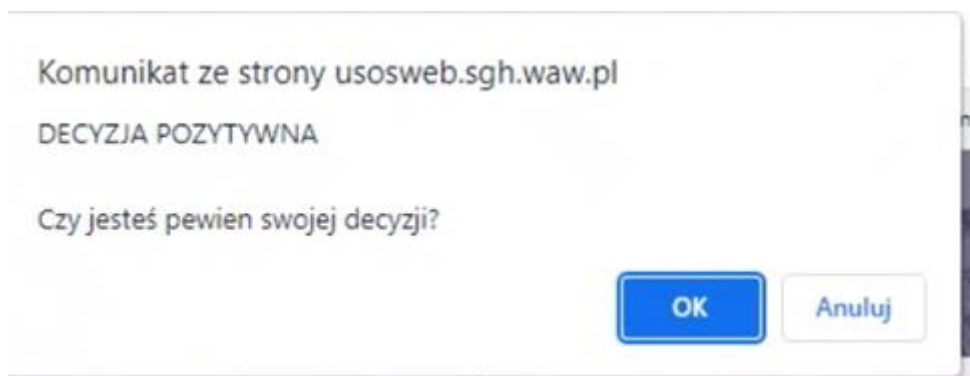 Komunikat ze strony usosweb.sgh.waw.pl
DECYZJA POZYTYWNA
Czy jesteś pewien swojej decyzji?
OK Anuluj